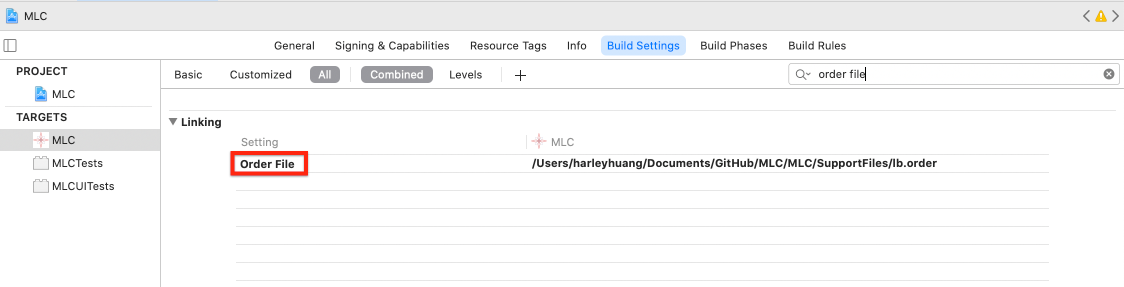 MLC
General Signing & Capabilities Resource Tags Info Build Settings Build Phases Build Rules
PROJECT
MLC
TARGETS
MLC
MLCTests
MLCUITests
Basic Customized All Combined Levels + order file
Linking
Setting MLC
Order File /Users/harleyhuang/Documents/GitHub/MLC/MLC/SupportFiles/lb.order